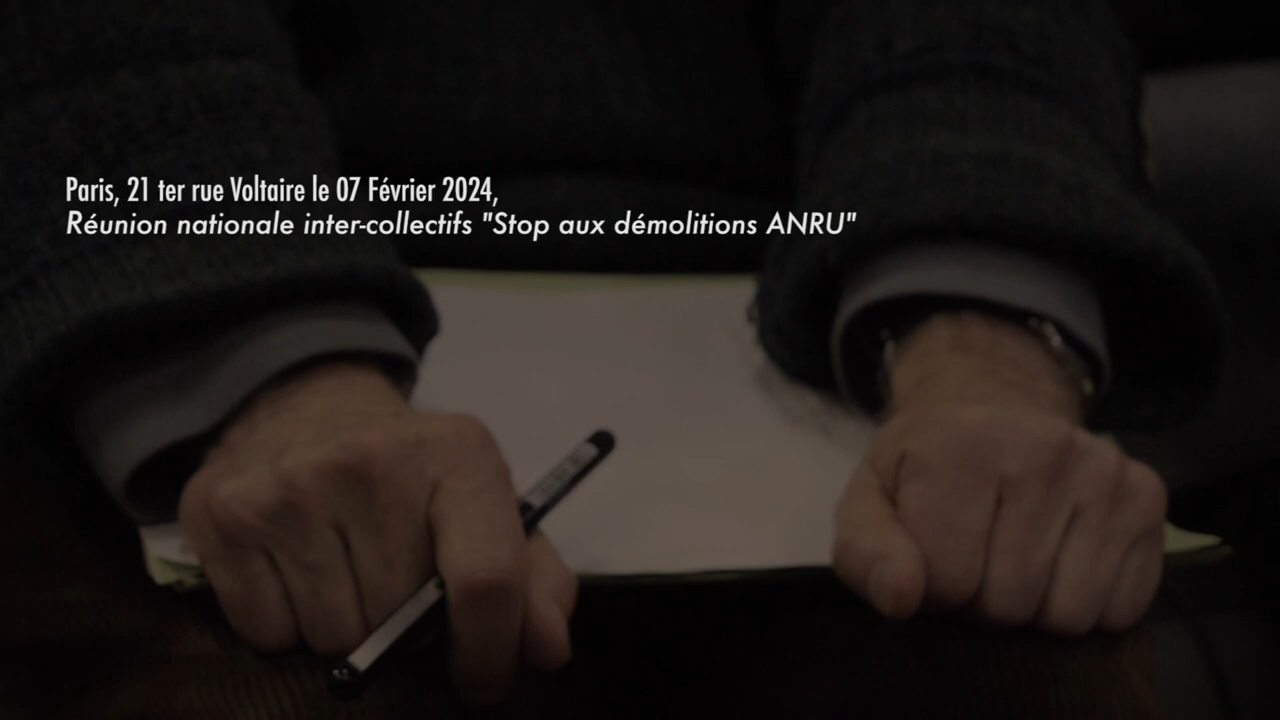 Paris, 21 ter rue Voltaire le 07 Février 2024,
Réunion nationale inter-collectifs "Stop aux démolitions ANRU"